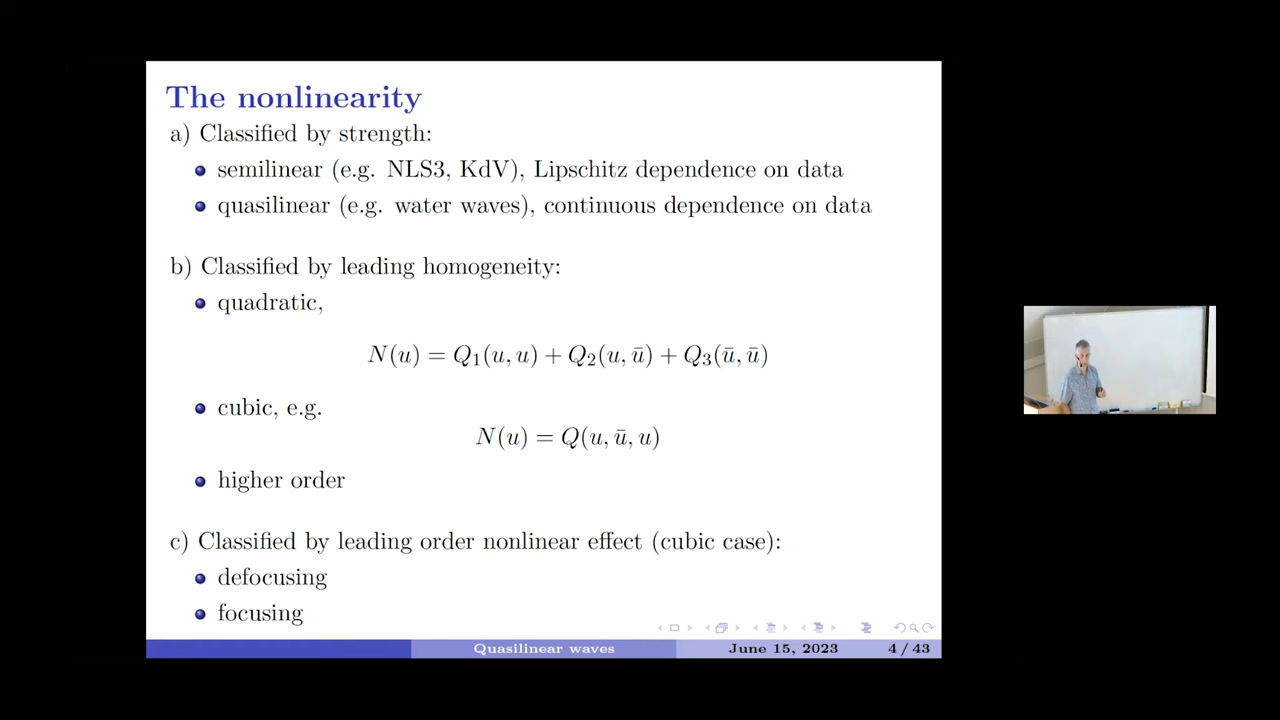 The nonlinearity
a) Classified by strength:
semilinear (e.g. NLS3, KdV), Lipschitz dependence on data
quasilinear (e.g. water waves), continuous dependence on data
b) Classified by leading homogeneity:
quadratic,
N(u) = Q₁(u, u) + Q₂(u, ū) + Q₃(ū, ū)
cubic, e.g.
N(u) = Q(u, ū, u)
higher order
c) Classified by leading order nonlinear effect (cubic case):
defocusing
focusing
Quasilinear waves June 15, 2023 4 / 43